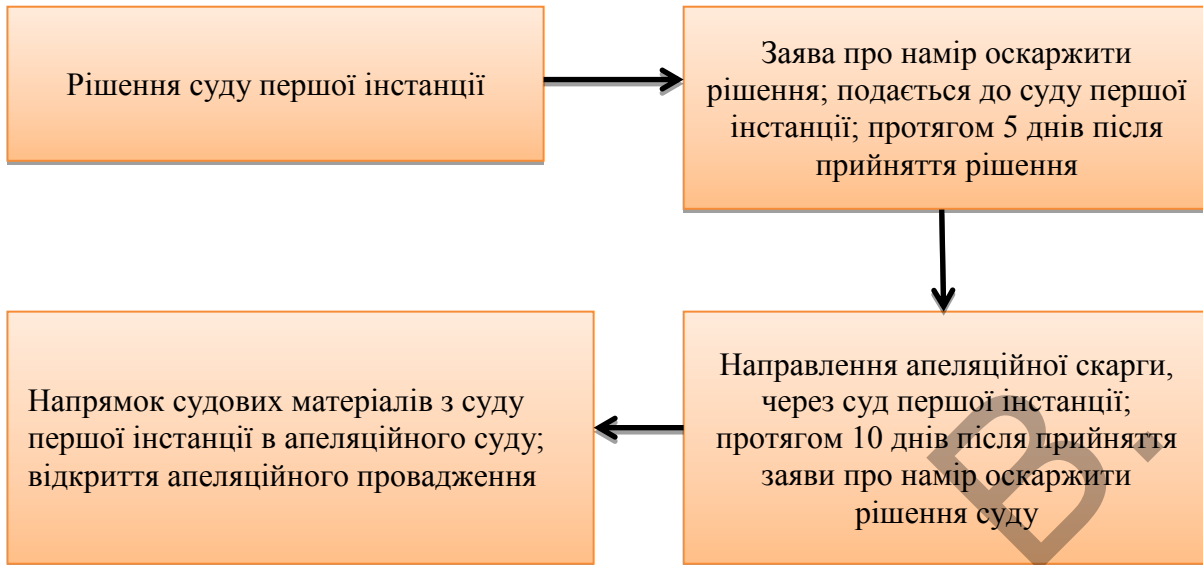 Рішення суду першої інстанції
Заява про намір оскаржити
рішення; подається до суду першої
інстанції; протягом 5 днів після
прийняття рішення
Направлення апеляційної скарги,
через суд першої інстанції;
протягом 10 днів після прийняття
заяви про намір оскаржити
рішення суду
Напрямок судових матеріалів з суду
першої інстанції в апеляційного суду;
відкриття апеляційного провадження
В.